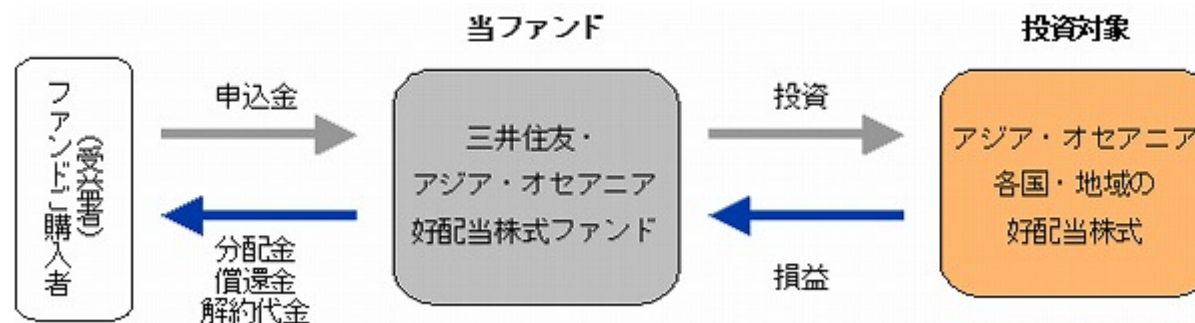 当ファンド
投資対象
ファンドご購入者
(受益者)
申込金
分配金
償還金
解約代金
三井住友・
アジア・オセアニア
好配当株式ファンド
投資
損益
アジア・オセアニア
各国・地域の
好配当株式